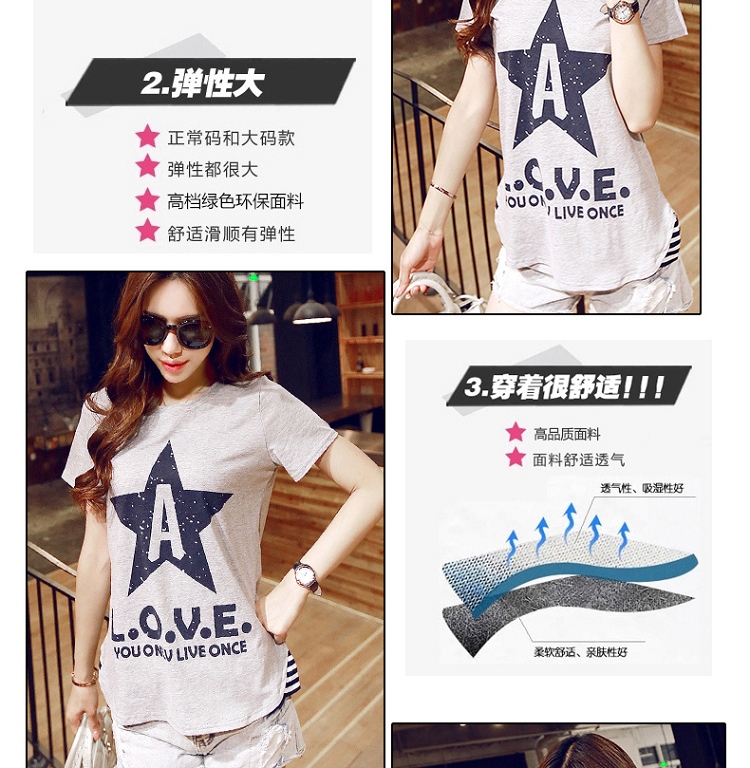 2.弹性大
正常码和大码款
弹性都很大
高档绿色环保面料
舒适滑顺有弹性
A
L.O.V.E.
YOU ONLY LIVE ONCE
A
L.O.V.E.
YOU ONLY LIVE ONCE
3.穿着很舒适!!!
高品质面料
面料舒适透气
透气性、吸湿性好
柔软舒适、亲肤性好